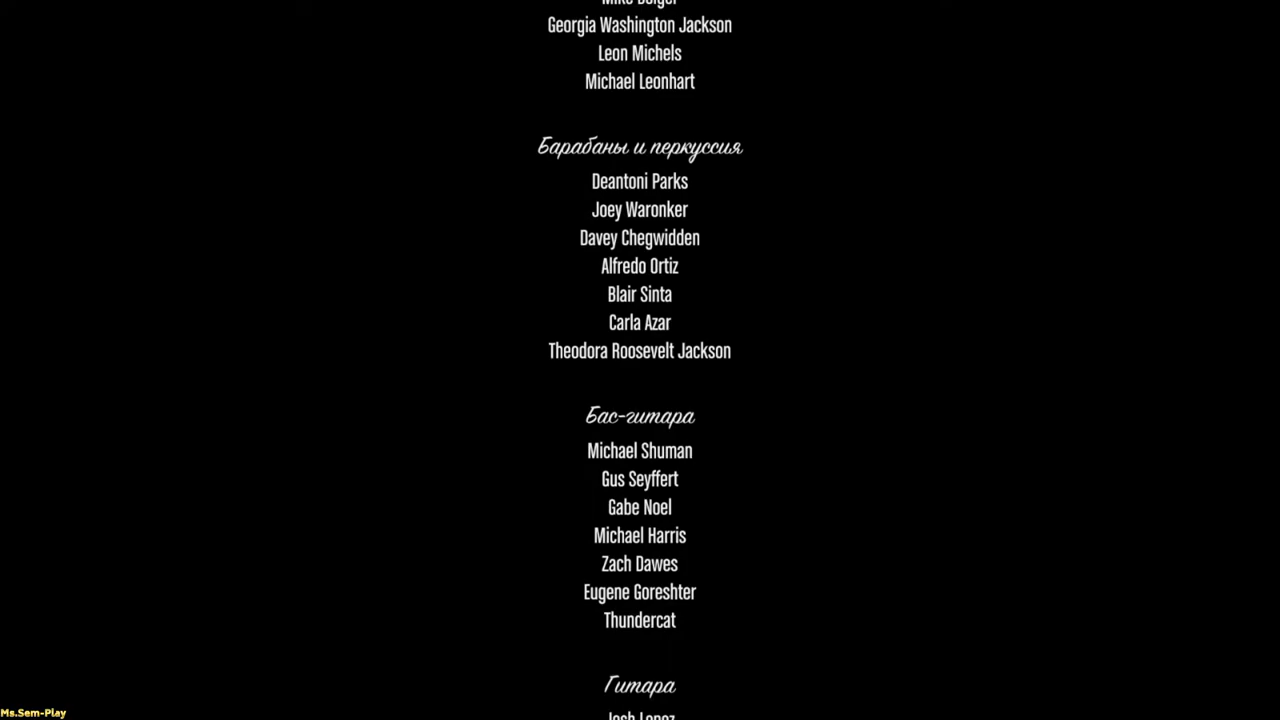 Georgia Washington Jackson
Leon Michels
Michael Leonhart
Барабаны и перкуссия
Deantoni Parks
Joey Waronker
Davey Chegwidden
Alfredo Ortiz
Blair Sinta
Carla Azar
Theodora Roosevelt Jackson
Бас-гитара
Michael Shuman
Gus Seyffert
Gabe Noel
Michael Harris
Zach Dawes
Eugene Goreshter
Thundercat
Гитара
Ms.Sem-Play